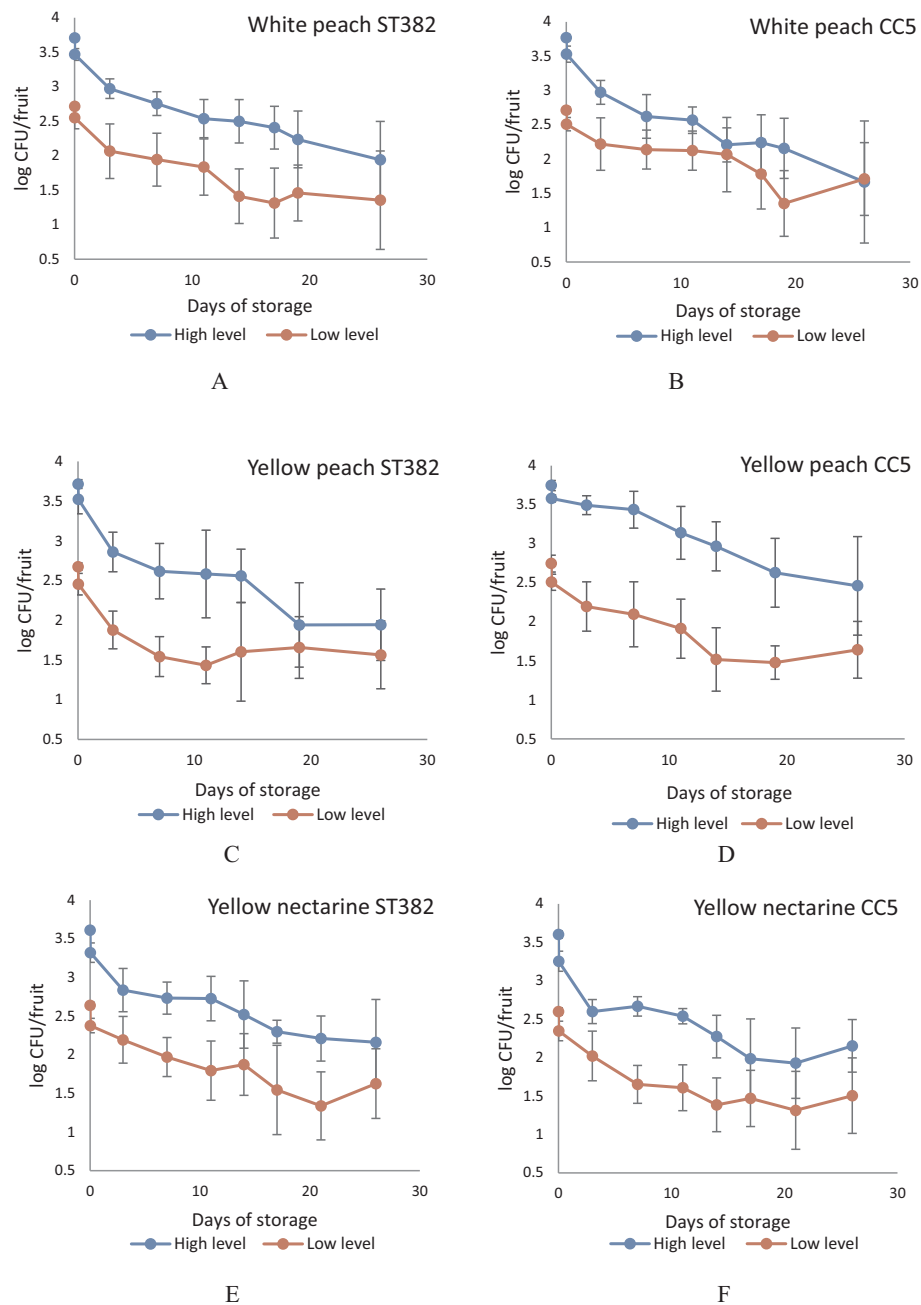 White peach ST382
4
3.5
3
2.5
2
1.5
1
0.5
log CFU/fruit
0 10 20 30
Days of storage
High level Low level
A
White peach CC5
4
3.5
3
2.5
2
1.5
1
0.5
log CFU/fruit
0 10 20 30
Days of storage
High level Low level
B
Yellow peach ST382
4
3.5
3
2.5
2
1.5
1
0.5
log CFU/fruit
0 10 20 30
Days of storage
High level Low level
C
Yellow peach CC5
4
3.5
3
2.5
2
1.5
1
0.5
log CFU/fruit
0 10 20 30
Days of storage
High level Low level
D
Yellow nectarine ST382
4
3.5
3
2.5
2
1.5
1
0.5
log CFU/fruit
0 10 20 30
Days of storage
High level Low level
E
Yellow nectarine CC5
4
3.5
3
2.5
2
1.5
1
0.5
log CFU/fruit
0 10 20 30
Days of storage
High level Low level
F